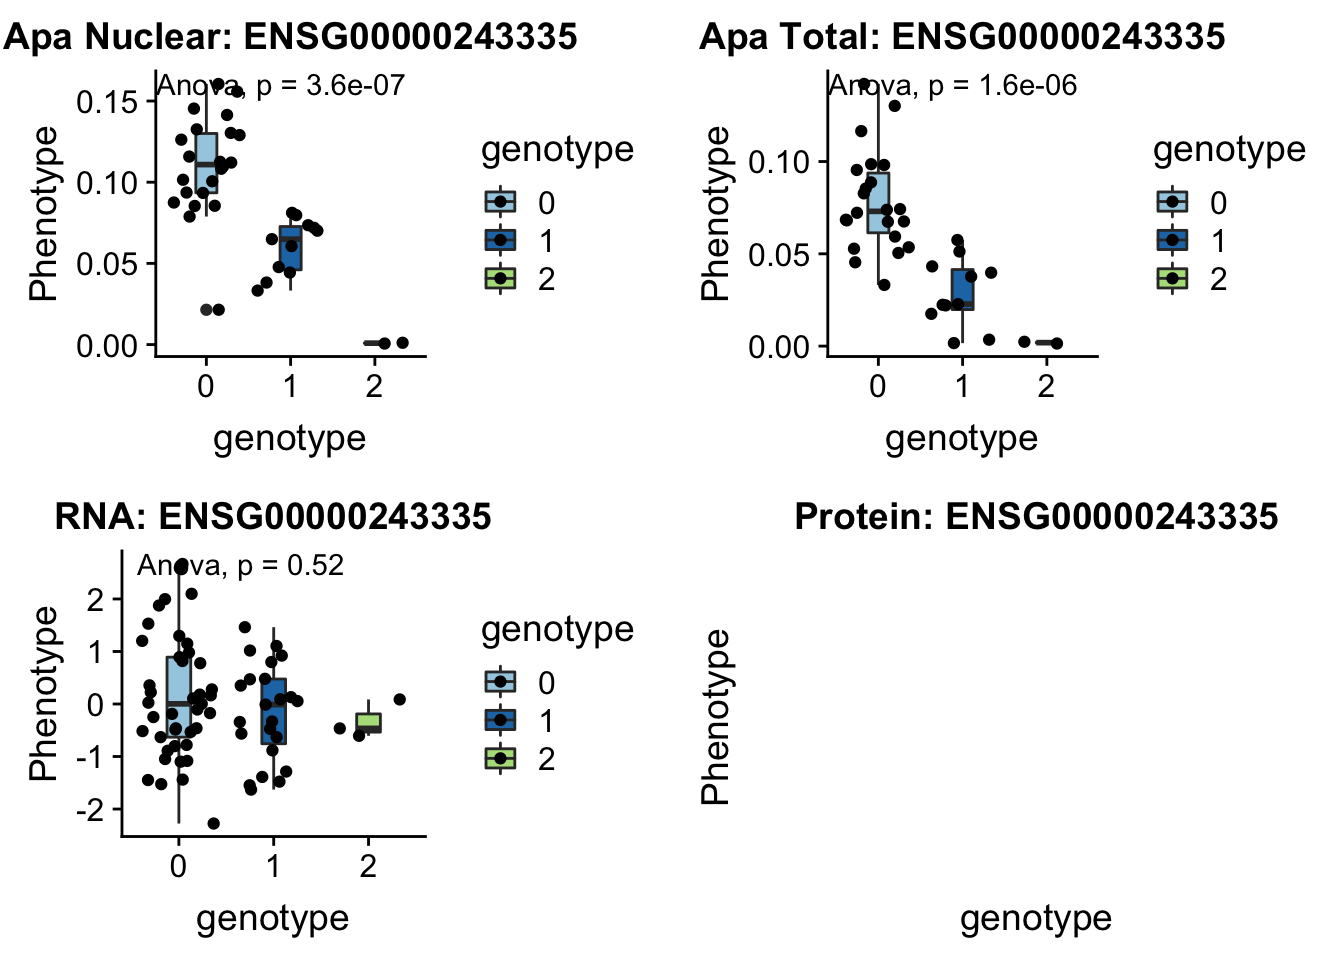 Apa Nuclear: ENSG00000243335
Anova, p = 3.6e-07
Phenotype
0.15
0.10
0.05
0.00
0 1 2
genotype
genotype
0
1
2
Apa Total: ENSG00000243335
Anova, p = 1.6e-06
Phenotype
0.10
0.05
0.00
0 1 2
genotype
genotype
0
1
2
RNA: ENSG00000243335
Anova, p = 0.52
Phenotype
2
1
0
-1
-2
0 1 2
genotype
genotype
0
1
2
Protein: ENSG00000243335
Phenotype
genotype